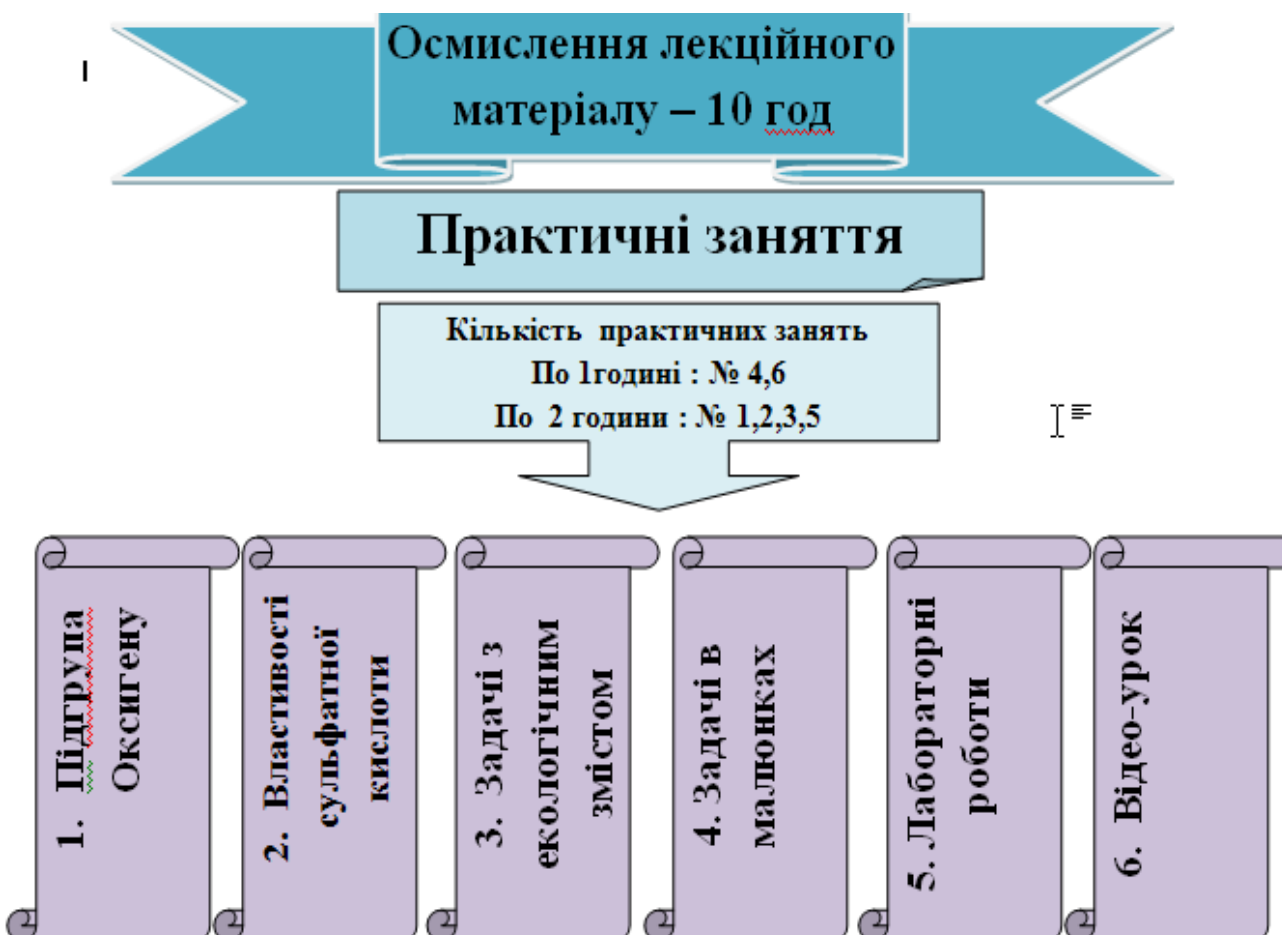 Осмислення лекційного
матеріалу – 10 год
Практичні заняття
Кількість практичних занять
По 1годині : № 4,6
По 2 години : № 1,2,3,5
1. Підгрупа
Оксигену
2. Властивості
сульфатної
кислоти
3. Задачі з
екологічним
змістом
4. Задачі в
малюнках
5. Лабораторні
роботи
6. Відео-урок